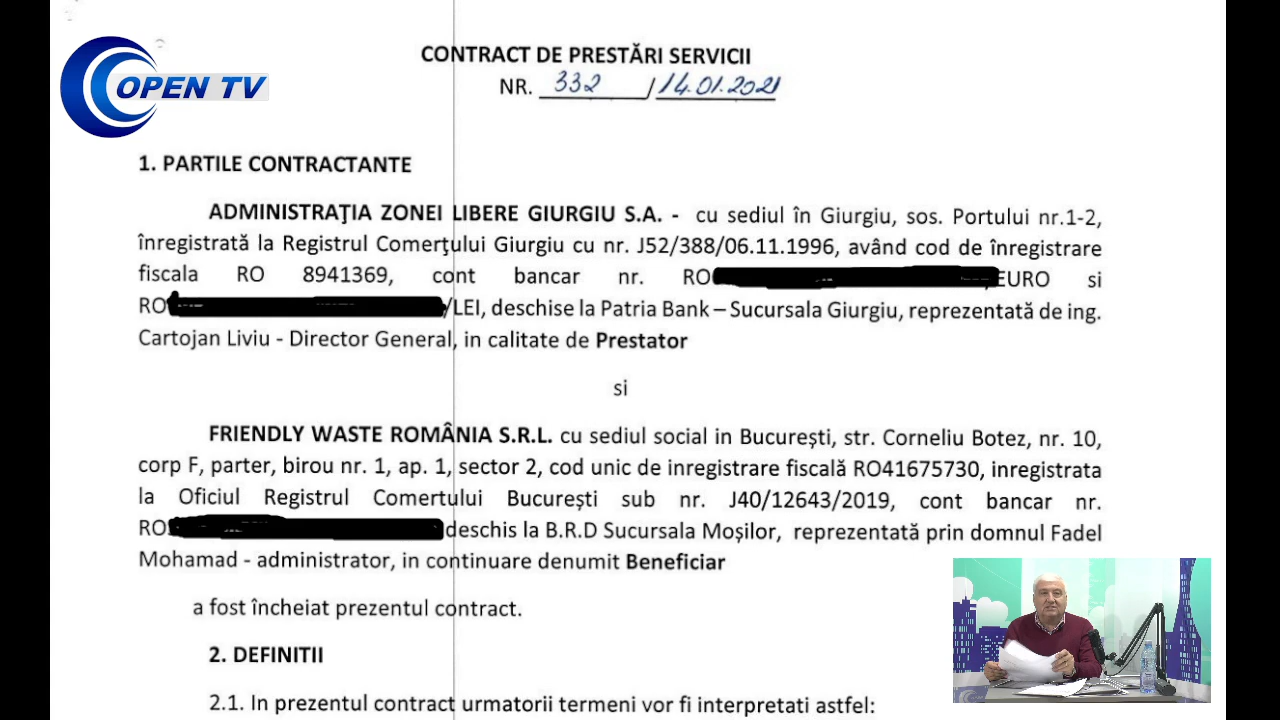 OPEN TV
CONTRACT DE PRESTĂRI SERVICII
NR. 332 / 14.01.2021
1. PARTILE CONTRACTANTE
ADMINISTRAŢIA ZONEI LIBERE GIURGIU S.A. - cu sediul în Giurgiu, sos. Portului nr.1-2,
înregistrată la Registrul Comerţului Giurgiu cu nr. J52/388/06.11.1996, având cod de înregistrare
fiscala RO 8941369, cont bancar nr. RO EURO si
RO /LEI, deschise la Patria Bank – Sucursala Giurgiu, reprezentată de ing.
Cartojan Liviu - Director General, in calitate de Prestator
si
FRIENDLY WASTE ROMÂNIA S.R.L. cu sediul social in București, str. Corneliu Botez, nr. 10,
corp F, parter, birou nr. 1, ap. 1, sector 2, cod unic de inregistrare fiscală RO41675730, inregistrata
la Oficiul Registrul Comertului București sub nr. J40/12643/2019, cont bancar nr.
RO deschis la B.R.D Sucursala Moșilor, reprezentată prin domnul Fadel
Mohamad - administrator, in continuare denumit Beneficiar
a fost încheiat prezentul contract.
2. DEFINITII
2.1. In prezentul contract urmatorii termeni vor fi interpretati astfel: